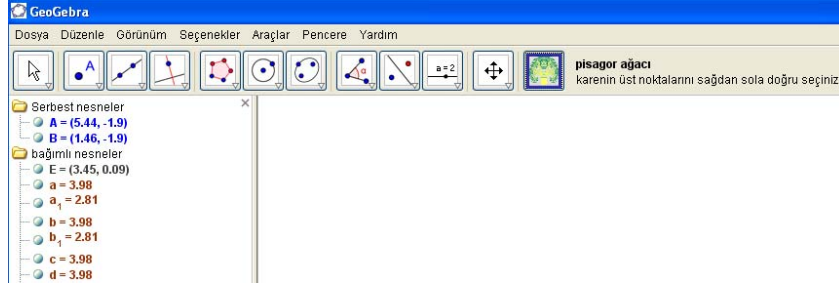 GeoGebra
Dosya Düzenle Görünüm Seçenekler Araçlar Pencere Yardım
A
α
a=2
pisagor ağacı
karenin üst noktalarını sağdan sola doğru seçiniz
Serbest nesneler
A = (5.44, -1.9)
B = (1.46, -1.9)
bağımlı nesneler
E = (3.45, 0.09)
a = 3.98
a₁ = 2.81
b = 3.98
b₁ = 2.81
c = 3.98
d = 3.98